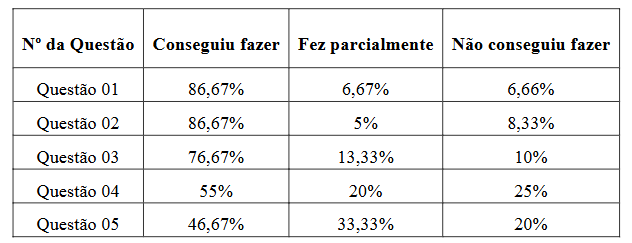 Nº da Questão Conseguiu fazer Fez parcialmente Não conseguiu fazer
Questão 01 86,67% 6,67% 6,66%
Questão 02 86,67% 5% 8,33%
Questão 03 76,67% 13,33% 10%
Questão 04 55% 20% 25%
Questão 05 46,67% 33,33% 20%